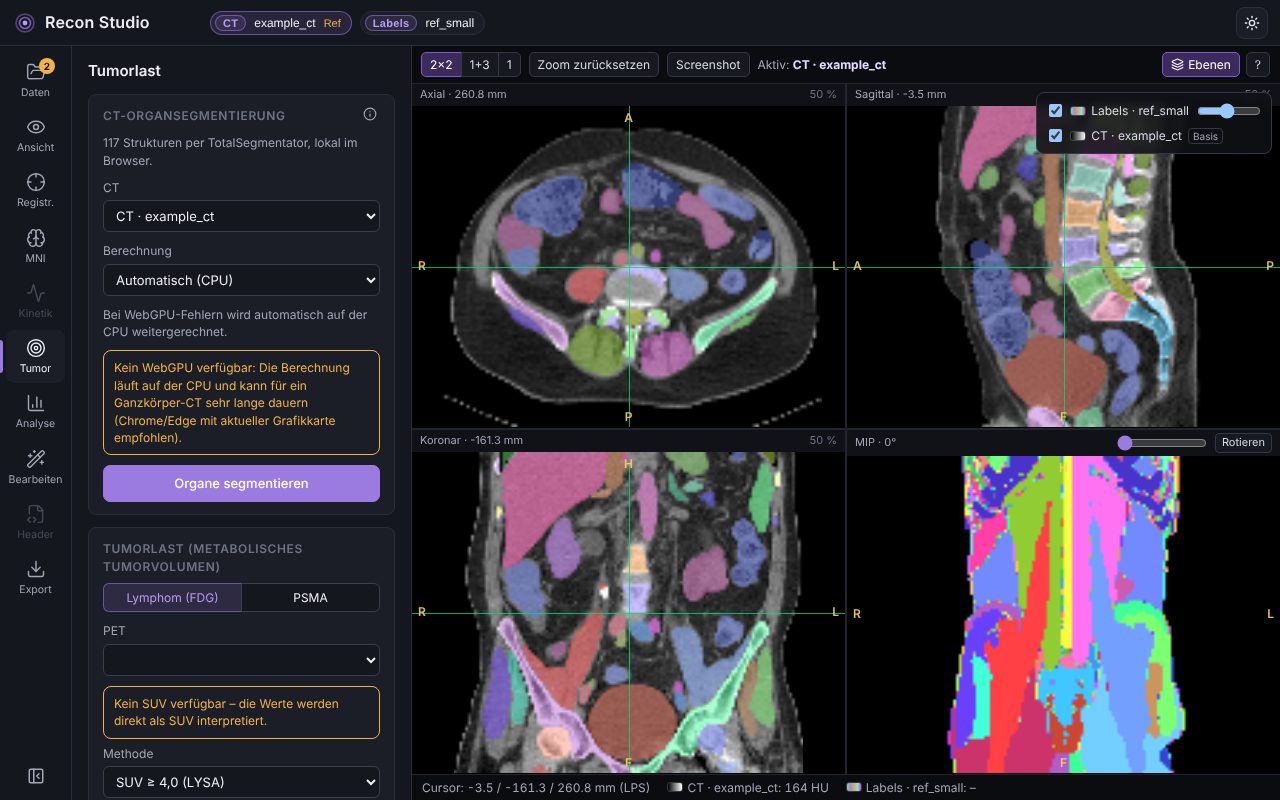 Recon Studio
CT example_ct Ref
Labels ref_small
2
Daten
Ansicht
Registr.
MNI
Kinetik
Tumor
Analyse
Bearbeiten
Header
Export
Tumorlast
CT-ORGANSEGMENTIERUNG
117 Strukturen per TotalSegmentator, lokal im
Browser.
CT
CT · example_ct
Berechnung
Automatisch (CPU)
Bei WebGPU-Fehlern wird automatisch auf der
CPU weitergerechnet.
Kein WebGPU verfügbar: Die Berechnung
läuft auf der CPU und kann für ein
Ganzkörper-CT sehr lange dauern
(Chrome/Edge mit aktueller Grafikkarte
empfohlen).
Organe segmentieren
TUMORLAST (METABOLISCHES
TUMORVOLUMEN)
Lymphom (FDG) PSMA
PET
Kein SUV verfügbar – die Werte werden
direkt als SUV interpretiert.
Methode
SUV ≥ 4,0 (LYSA)
2×2 1+3 1 Zoom zurücksetzen Screenshot Aktiv: CT · example_ct Ebenen ?
Axial · 260.8 mm 50 %
A
R L
P
Sagittal · -3.5 mm
Labels · ref_small
CT · example_ct Basis
A P
F
Koronar · -161.3 mm 50 %
H
R L
F
MIP · 0° Rotieren
R L
F
Cursor: -3.5 / -161.3 / 260.8 mm (LPS) CT · example_ct: 164 HU Labels · ref_small: –